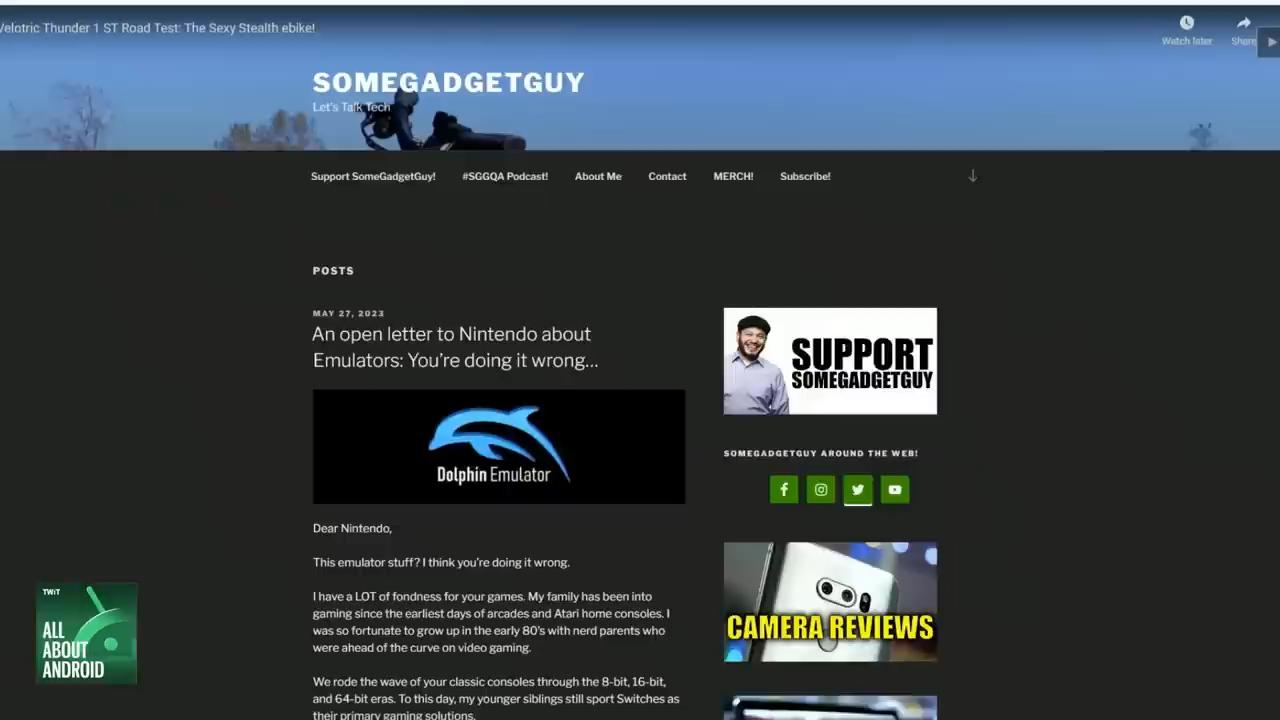 Velotric Thunder 1 ST Road Test: The Sexy Stealth ebike!
Watch later
Share
SOMEGADGETGUY
Let's Talk Tech
Support SomeGadgetGuy!
#SGGQA Podcast!
About Me
Contact
MERCH!
Subscribe!
POSTS
MAY 27, 2023
An open letter to Nintendo about
Emulators: You're doing it wrong...
Dolphin Emulator
Dear Nintendo,
This emulator stuff? I think you're doing it wrong.
I have a LOT of fondness for your games. My family has been into
gaming since the earliest days of arcades and Atari home consoles. I
was so fortunate to grow up in the early 80's with nerd parents who
were ahead of the curve on video gaming.
We rode the wave of your classic consoles through the 8-bit, 16-bit,
and 64-bit eras. To this day, my younger siblings still sport Switches as
their primary gaming solutions.
SUPPORT
SOMEGADGETGUY
SOMEGADGETGUY AROUND THE WEB!
CAMERA REVIEWS
TWiT
ALL
ABOUT
ANDROID